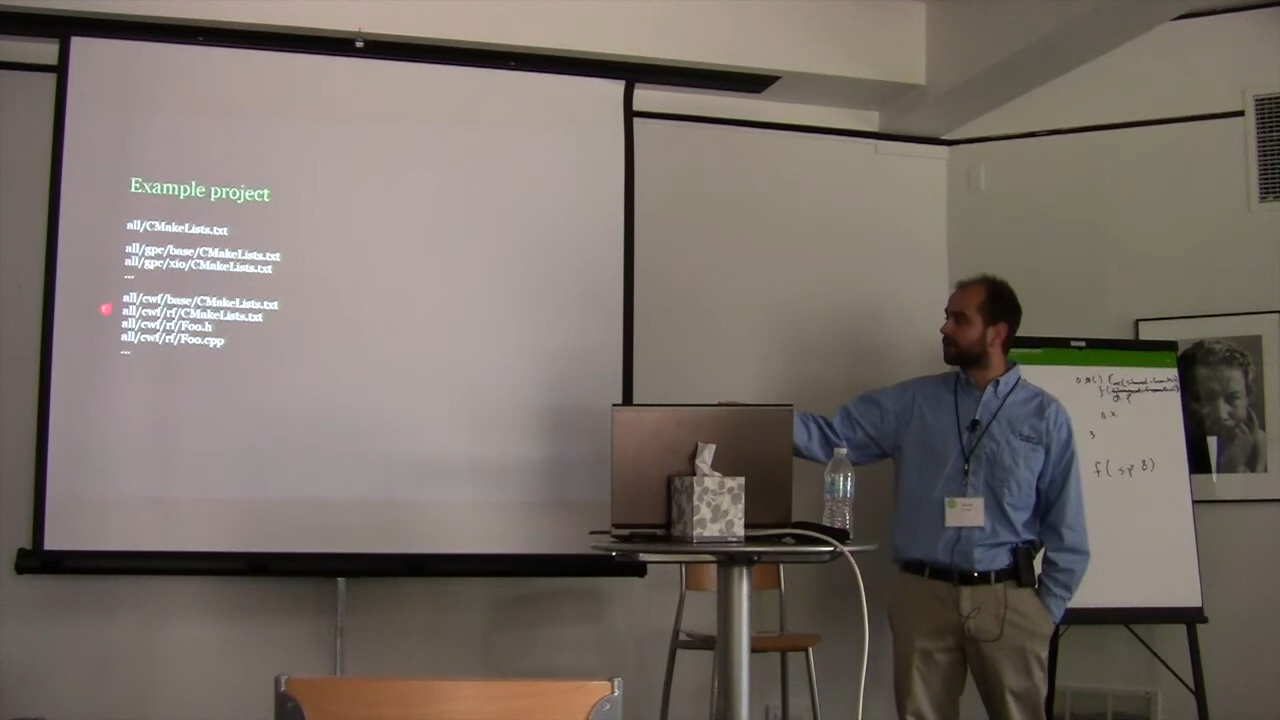 Example project
all/CMakeLists.txt
all/gpc/base/CMakeLists.txt
all/gpc/xio/CMakeLists.txt
...
all/cwf/base/CMakeLists.txt
all/cwf/rf/CMakeLists.txt
all/cwf/rf/Foo.h
all/cwf/rf/Foo.cpp
...
f( sp &)